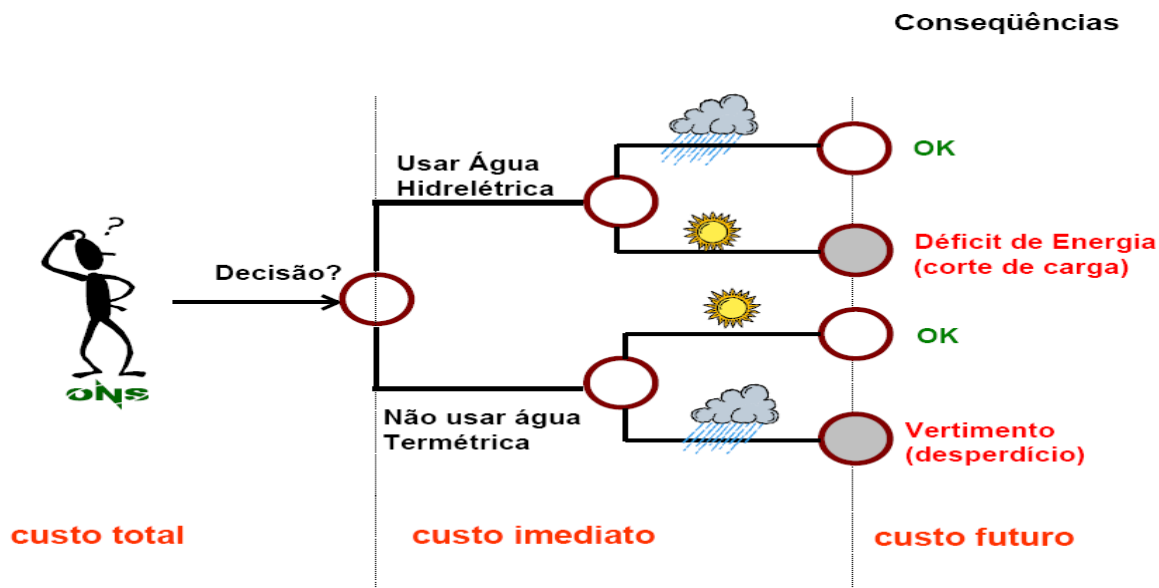 Conseqüências
Usar Água
Hidrelétrica
OK
?
Decisão?
Déficit de Energia
(corte de carga)
OK
ONS
Não usar água
Termétrica
Vertimento
(desperdício)
custo total
custo imediato
custo futuro